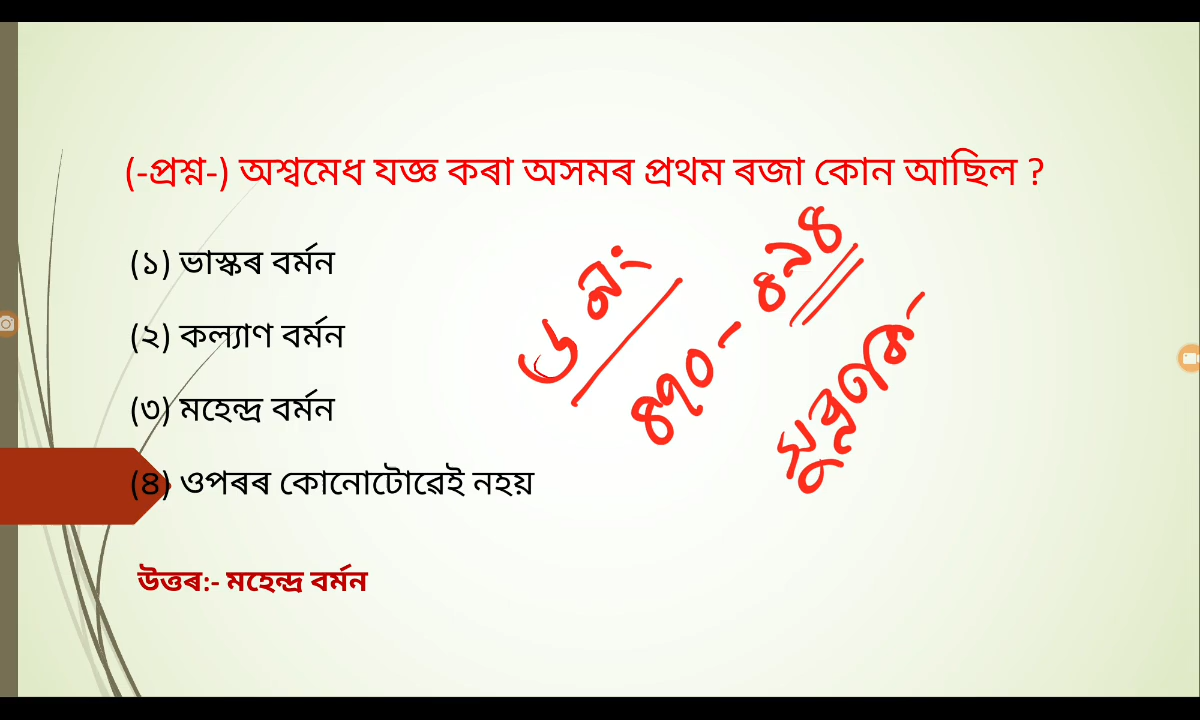 (-প্ৰশ্ন-) অশ্বমেধ যজ্ঞ কৰা অসমৰ প্ৰথম ৰজা কোন আছিল ?
(১) ভাস্কৰ বৰ্মন
(২) কল্যাণ বৰ্মন
(৩) মহেন্দ্ৰ বৰ্মন
(৪) ওপৰৰ কোনোটোৱেই নহয়
উত্তৰ:- মহেন্দ্ৰ বৰ্মন
৬ নং
৪৭০- ৪৯৪